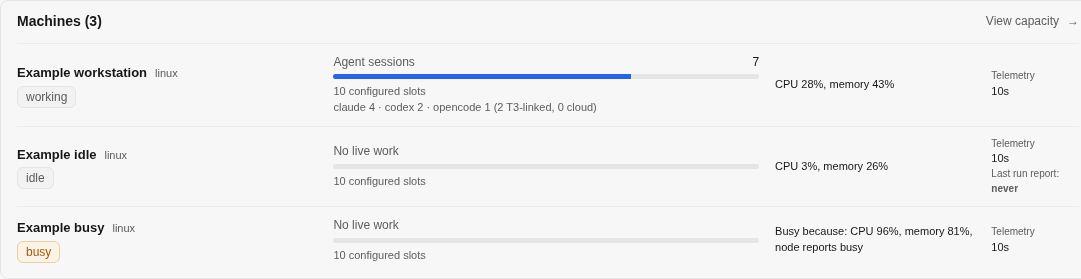 Machines (3)
View capacity →
Example workstation linux
working
Agent sessions 7
10 configured slots
claude 4 · codex 2 · opencode 1 (2 T3-linked, 0 cloud)
CPU 28%, memory 43%
Telemetry
10s
Example idle linux
idle
No live work
10 configured slots
CPU 3%, memory 26%
Telemetry
10s
Last run report:
never
Example busy linux
busy
No live work
10 configured slots
Busy because: CPU 96%, memory 81%,
node reports busy
Telemetry
10s